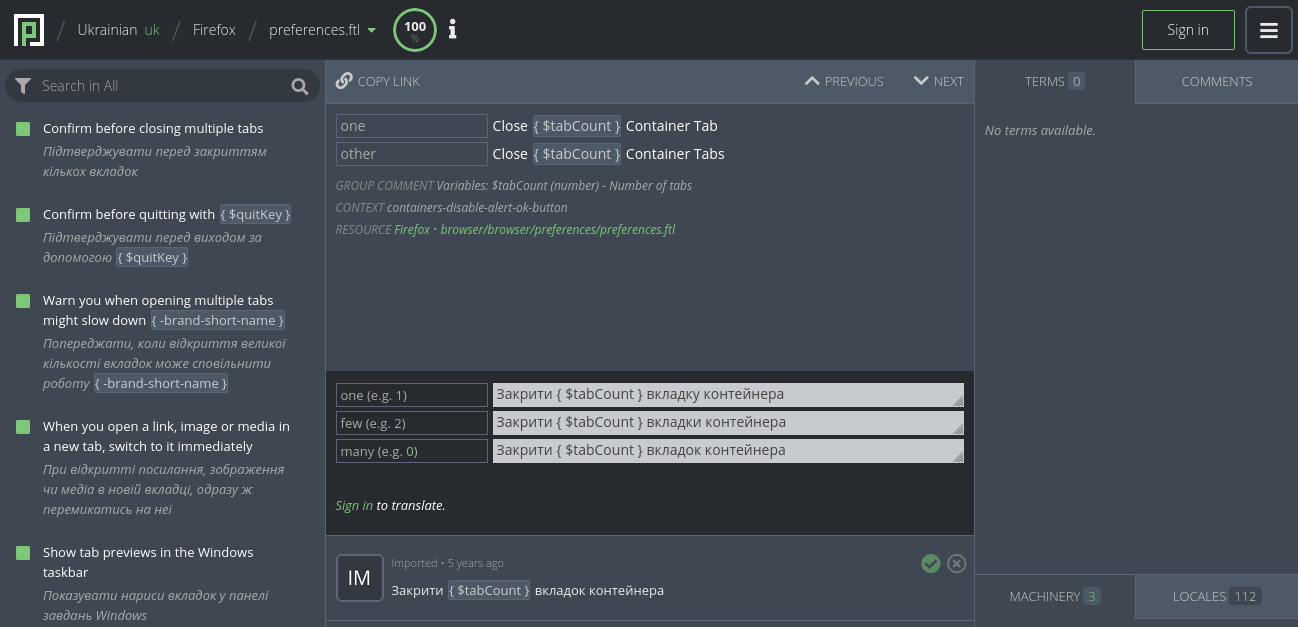 Ukrainian uk
Firefox
preferences.ftl
100
%
Sign in
Search in All
Confirm before closing multiple tabs
Підтверджувати перед закриттям
кількох вкладок
Confirm before quitting with { $quitKey }
Підтверджувати перед виходом за
допомогою { $quitKey }
Warn you when opening multiple tabs
might slow down { -brand-short-name }
Попереджати, коли відкриття великої
кількості вкладок може сповільнити
роботу { -brand-short-name }
When you open a link, image or media in
a new tab, switch to it immediately
При відкритті посилання, зображення
чи медіа в новій вкладці, одразу ж
перемикатись на неї
Show tab previews in the Windows
taskbar
Показувати нариси вкладок у панелі
завдань Windows
COPY LINK
PREVIOUS
NEXT
one Close { $tabCount } Container Tab
other Close { $tabCount } Container Tabs
GROUP COMMENT Variables: $tabCount (number) - Number of tabs
CONTEXT containers-disable-alert-ok-button
RESOURCE Firefox • browser/browser/preferences/preferences.ftl
one (e.g. 1) Закрити { $tabCount } вкладку контейнера
few (e.g. 2) Закрити { $tabCount } вкладки контейнера
many (e.g. 0) Закрити { $tabCount } вкладок контейнера
Sign in to translate.
IM
Imported • 5 years ago
Закрити { $tabCount } вкладок контейнера
TERMS 0
COMMENTS
No terms available.
MACHINERY 3
LOCALES 112